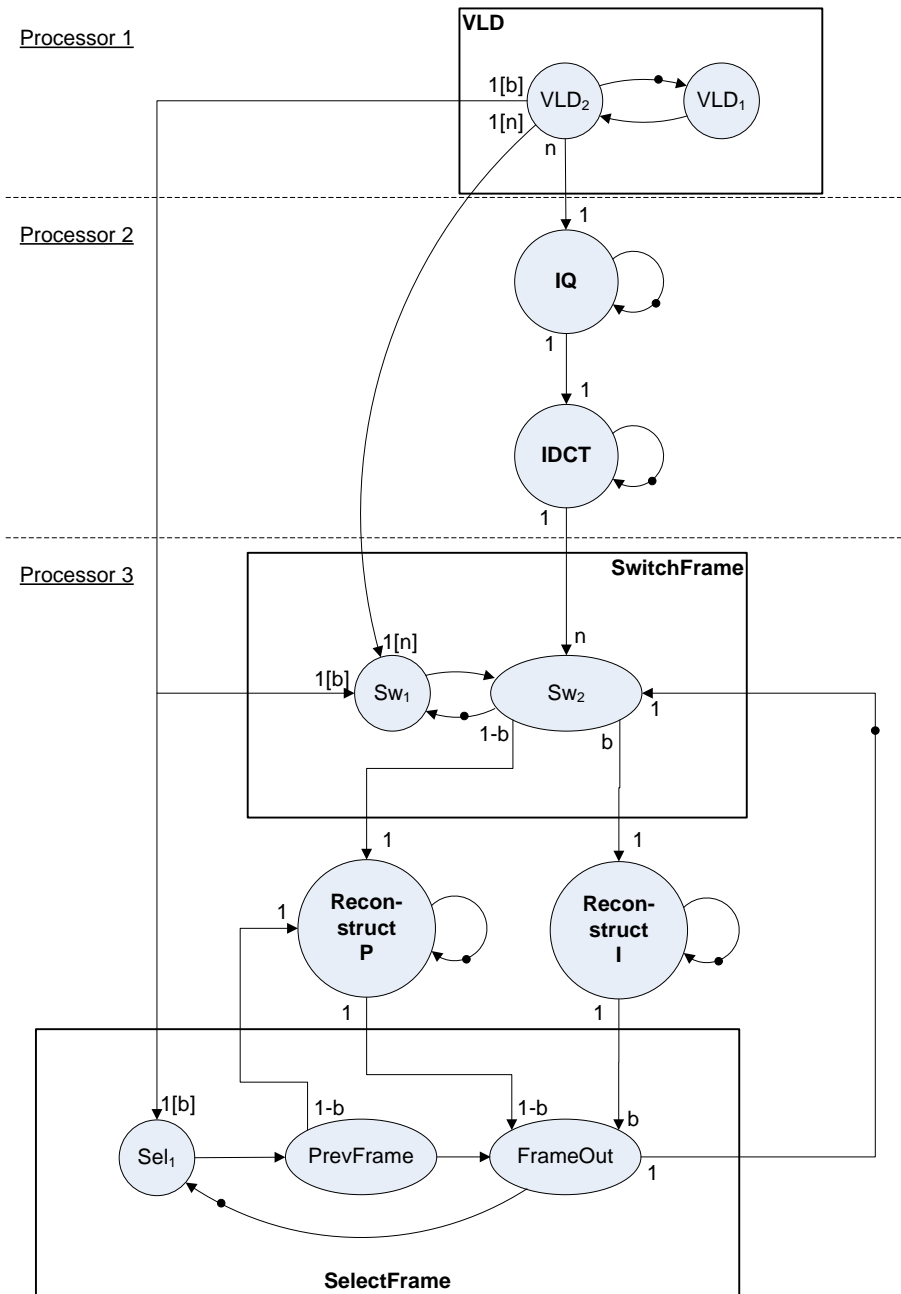 Processor 1
VLD
1[b]
VLD₂
VLD₁
1[n]
n
Processor 2
1
IQ
1
1
IDCT
1
Processor 3
SwitchFrame
1[n]
n
1[b]
Sw₁
Sw₂
1
1-b
b
1
1
Recon-
struct
P
Recon-
struct
I
1
1
1
1[b]
1-b
1-b
b
Sel₁
PrevFrame
FrameOut
1
SelectFrame